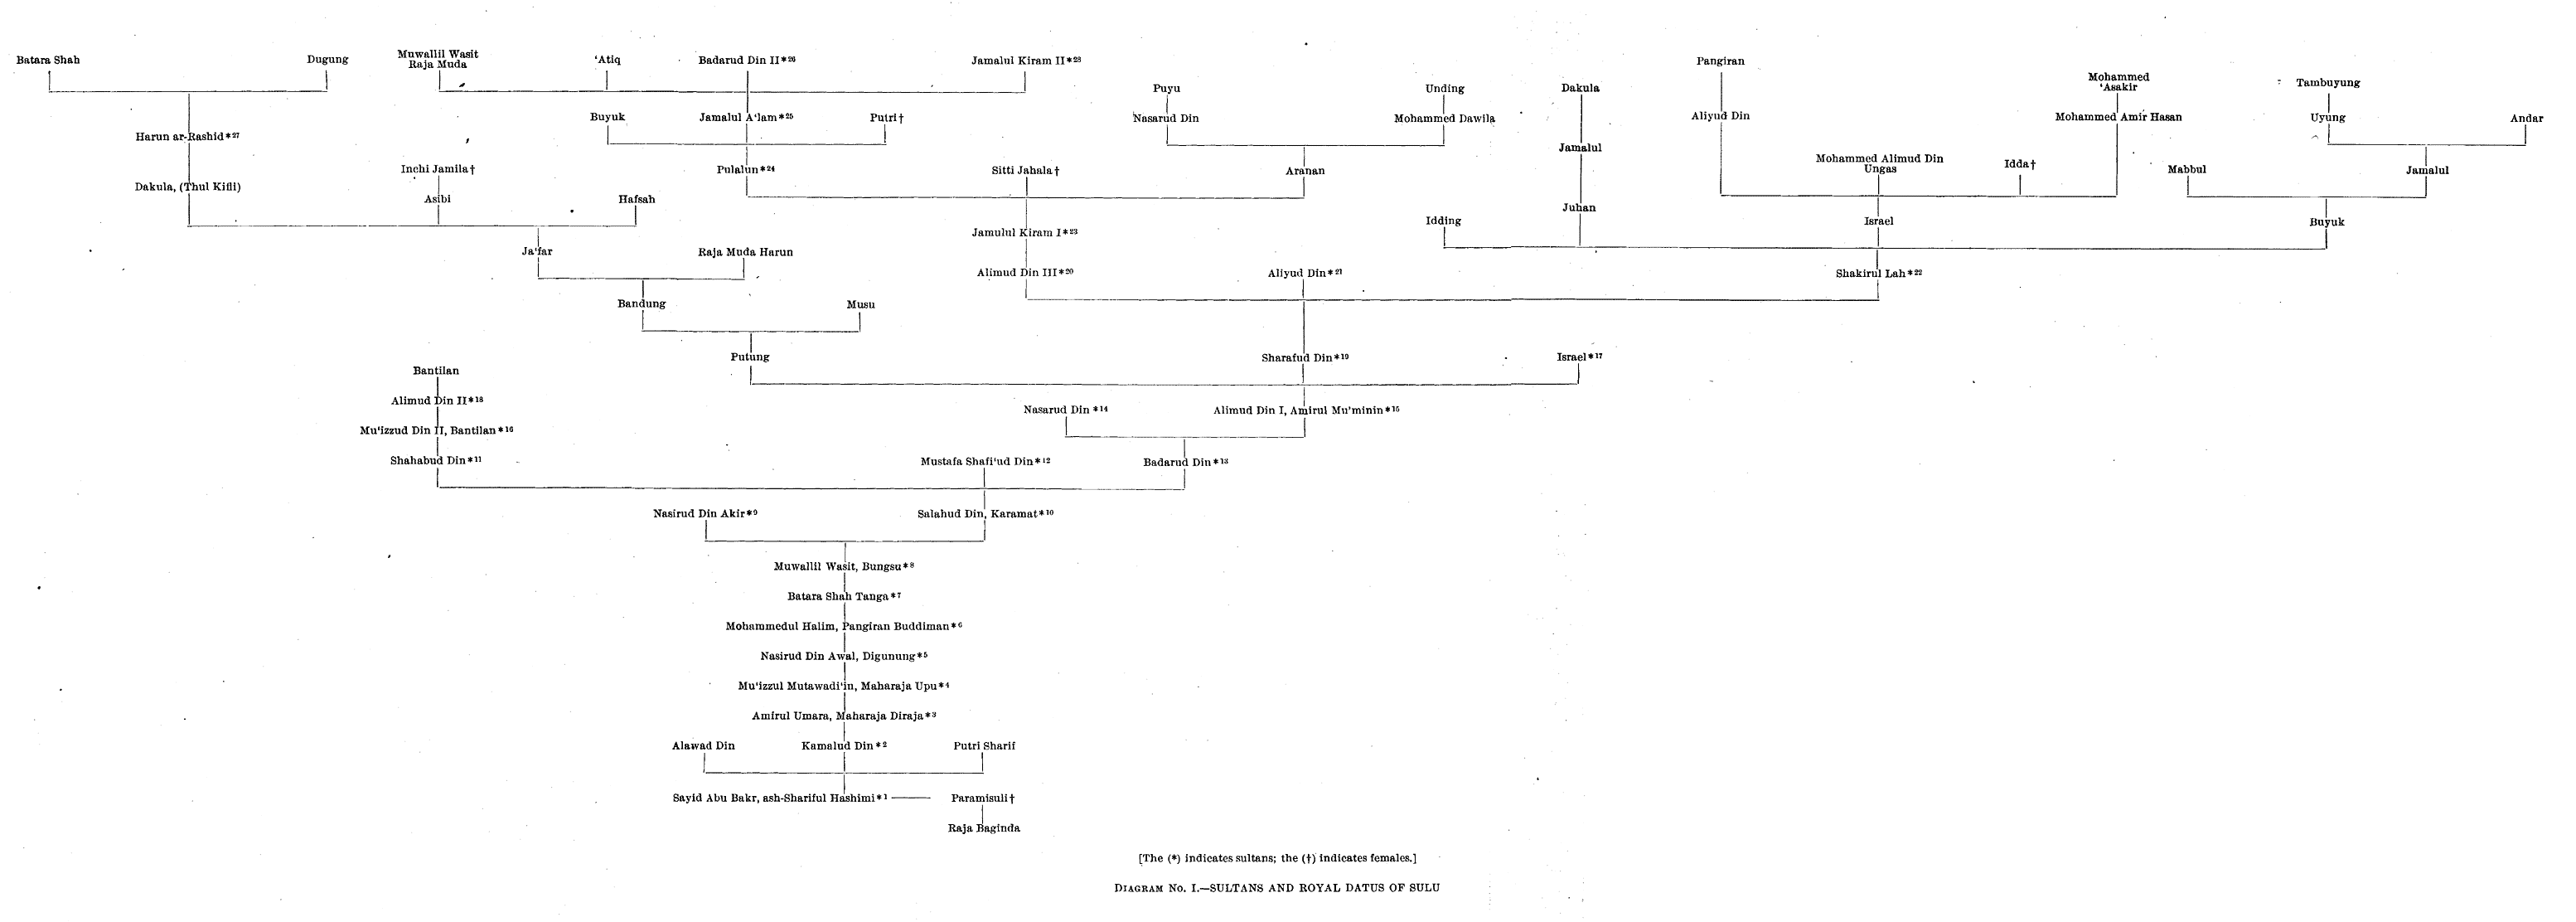 Batara Shah
Dugung
Muwallil Wasit
Raja Muda
‘Atiq
Badarud Din II*26
Jamalul Kiram II*28
Pangiran
Puyu
Unding
Dakula
Mohammed
‘Asakir
Tambuyung
Harun ar-Rashid*27
Buyuk
Jamalul A‘lam*25
Putri†
Nasarud Din
Mohammed Dawila
Aliyud Din
Mohammed Amir Hasan
Uyung
Andar
Jamalul
Dakula, (Thul Kifli)
Inchi Jamila†
Pulalun*24
Sitti Jahala†
Aranan
Mohammed Alimud Din
Ungas
Idda†
Mabbul
Jamalul
Asibi
Hafsah
Juhan
Idding
Israel
Buyuk
Jamulul Kiram I*23
Ja‘far
Raja Muda Harun
Alimud Din III*20
Aliyud Din*21
Shakirul Lah*22
Bandung
Musu
Putung
Sharafud Din*19
Israel*17
Bantilan
Alimud Din II*18
Nasarud Din *14
Alimud Din I, Amirul Mu‘minin*15
Mu‘izzud Din II, Bantilan*16
Shahabud Din*11
Mustafa Shafi‘ud Din*12
Badarud Din*13
Nasirud Din Akir*9
Salahud Din, Karamat*10
Muwallil Wasit, Bungsu*8
Batara Shah Tanga*7
Mohammedul Halim, Pangiran Buddiman*6
Nasirud Din Awal, Digunung*5
Mu‘izzul Mutawadi‘in, Maharaja Upu*4
Amirul Umara, Maharaja Diraja*3
Alawad Din
Kamalud Din*2
Putri Sharif
Sayid Abu Bakr, ash-Shariful Hashimi*1
Paramisuli†
Raja Baginda
[The (*) indicates sultans; the (†) indicates females.]
DIAGRAM No. I.—SULTANS AND ROYAL DATUS OF SULU